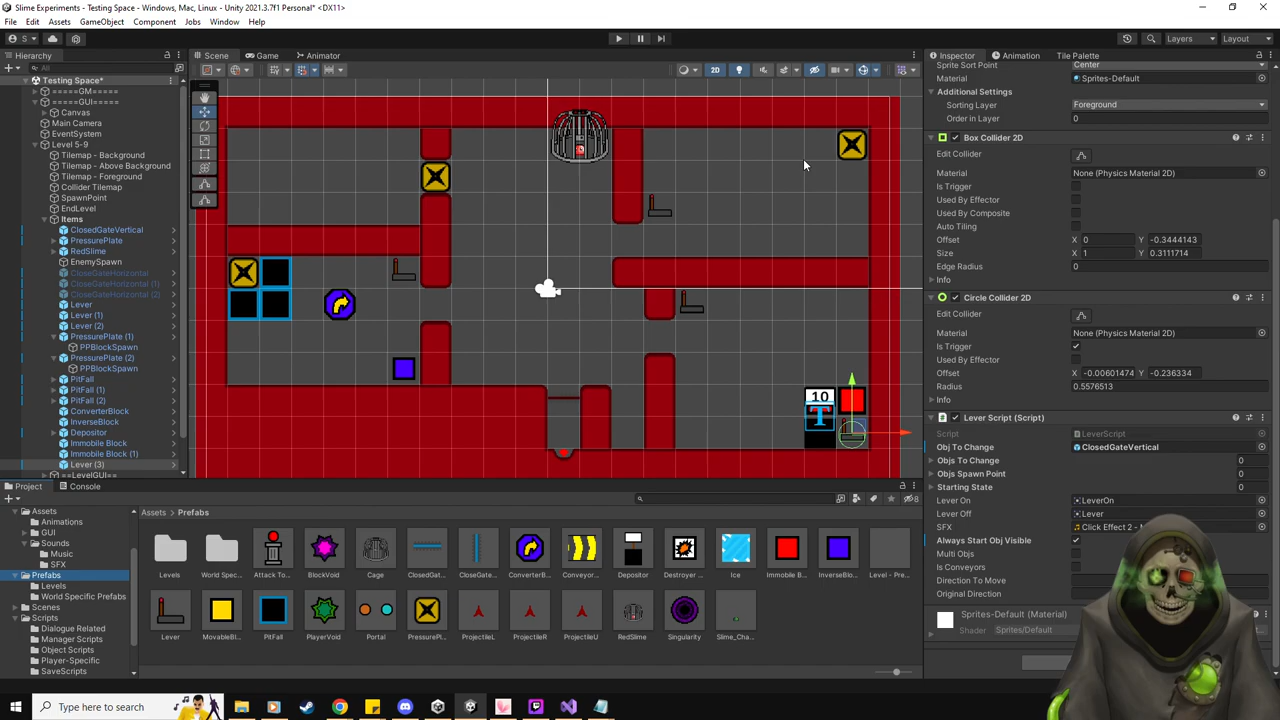 Slime Experiments - Testing Space - Windows, Mac, Linux - Unity 2021.3.7f1 Personal* <DX11>
File Edit Assets GameObject Component Jobs Window Help
S
Layers Layout
Hierarchy
All
Testing Space*
=====GM=====
=====GUI=====
Canvas
Main Camera
EventSystem
Level 5-9
Tilemap - Background
Tilemap - Above Background
Tilemap - Foreground
Collider Tilemap
SpawnPoint
EndLevel
Items
ClosedGateVertical
PressurePlate
RedSlime
EnemySpawn
CloseGateHorizontal
CloseGateHorizontal (1)
CloseGateHorizontal (2)
Lever
Lever (1)
Lever (2)
PressurePlate (1)
PPBlockSpawn
PressurePlate (2)
PPBlockSpawn
PitFall
PitFall (1)
PitFall (2)
ConverterBlock
InverseBlock
Depositor
Immobile Block
Immobile Block (1)
Lever (3)
==LevelGUI==
Scene Game Animator
2D
10
T
Inspector Animation Tile Palette
Sprite Sort Point Center
Material Sprites-Default
Additional Settings
Sorting Layer Foreground
Order in Layer 0
Box Collider 2D
Edit Collider
Material None (Physics Material 2D)
Is Trigger
Used By Effector
Used By Composite
Auto Tiling
Offset X 0 Y -0.3444143
Size X 1 Y 0.3111714
Edge Radius 0
Info
Circle Collider 2D
Edit Collider
Material None (Physics Material 2D)
Is Trigger
Used By Effector
Offset X -0.00601474 Y -0.236334
Radius 0.5576513
Info
Lever Script (Script)
Script LeverScript
Obj To Change ClosedGateVertical
Objs To Change 0
Objs Spawn Point 0
Starting State 0
Lever On LeverOn
Lever Off Lever
SFX Click Effect 2 -
Always Start Obj Visible
Multi Objs
Is Conveyors
Direction To Move
Original Direction
Sprites-Default (Material)
Shader Sprites/Default
Project Console
8
Assets
Animations
GUI
Sounds
Music
SFX
Prefabs
Levels
World Specific Prefabs
Scenes
Scripts
Dialogue Related
Manager Scripts
Object Scripts
Player-Specific
SaveScripts
Assets > Prefabs
Levels World Spec... Attack To... BlockVoid Cage ClosedGat... CloseGate... ConverterB... Conveyor... Depositor Destroyer ... Ice Immobile B... InverseBlo... Level - Pre...
Lever MovableBl... PitFall PlayerVoid Portal PressurePl... ProjectileL ProjectileR ProjectileU RedSlime Singularity Slime_Cha...
Type here to search